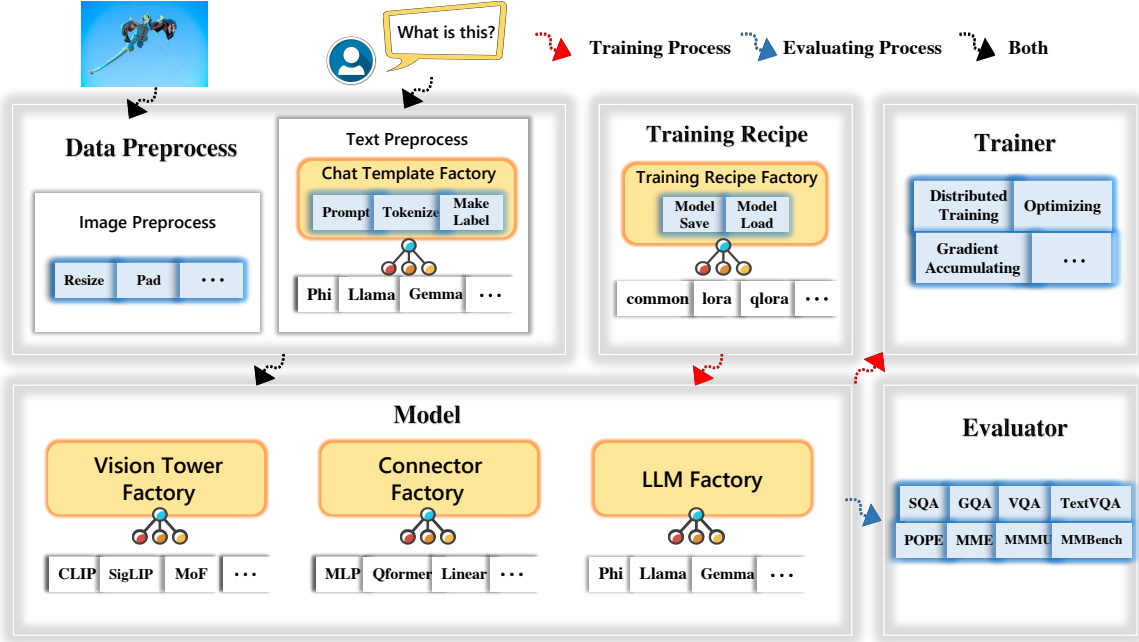 What is this?
Training Process
Evaluating Process
Both
Data Preprocess
Image Preprocess
Resize
Pad
...
Text Preprocess
Chat Template Factory
Prompt
Tokenize
Make
Label
Phi
Llama
Gemma
...
Training Recipe
Training Recipe Factory
Model
Save
Model
Load
common
lora
qlora
...
Trainer
Distributed
Training
Optimizing
Gradient
Accumulating
...
Model
Vision Tower
Factory
CLIP
SigLIP
MoF
...
Connector
Factory
MLP
Qformer
Linear
...
LLM Factory
Phi
Llama
Gemma
...
Evaluator
SQA
GQA
VQA
TextVQA
POPE
MME
MMMU
MMBench